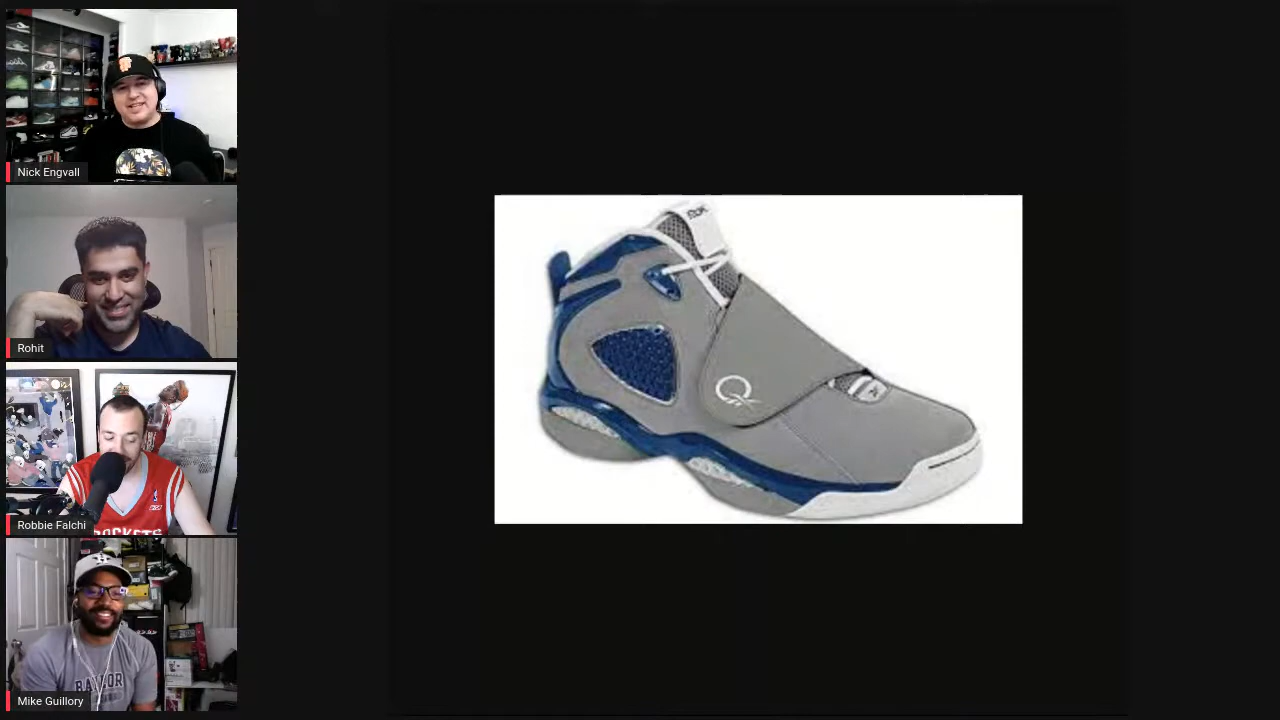 Nick Engvall
Rohit
ROCKETS
Robbie Falchi
BAYLOR
Mike Guillory